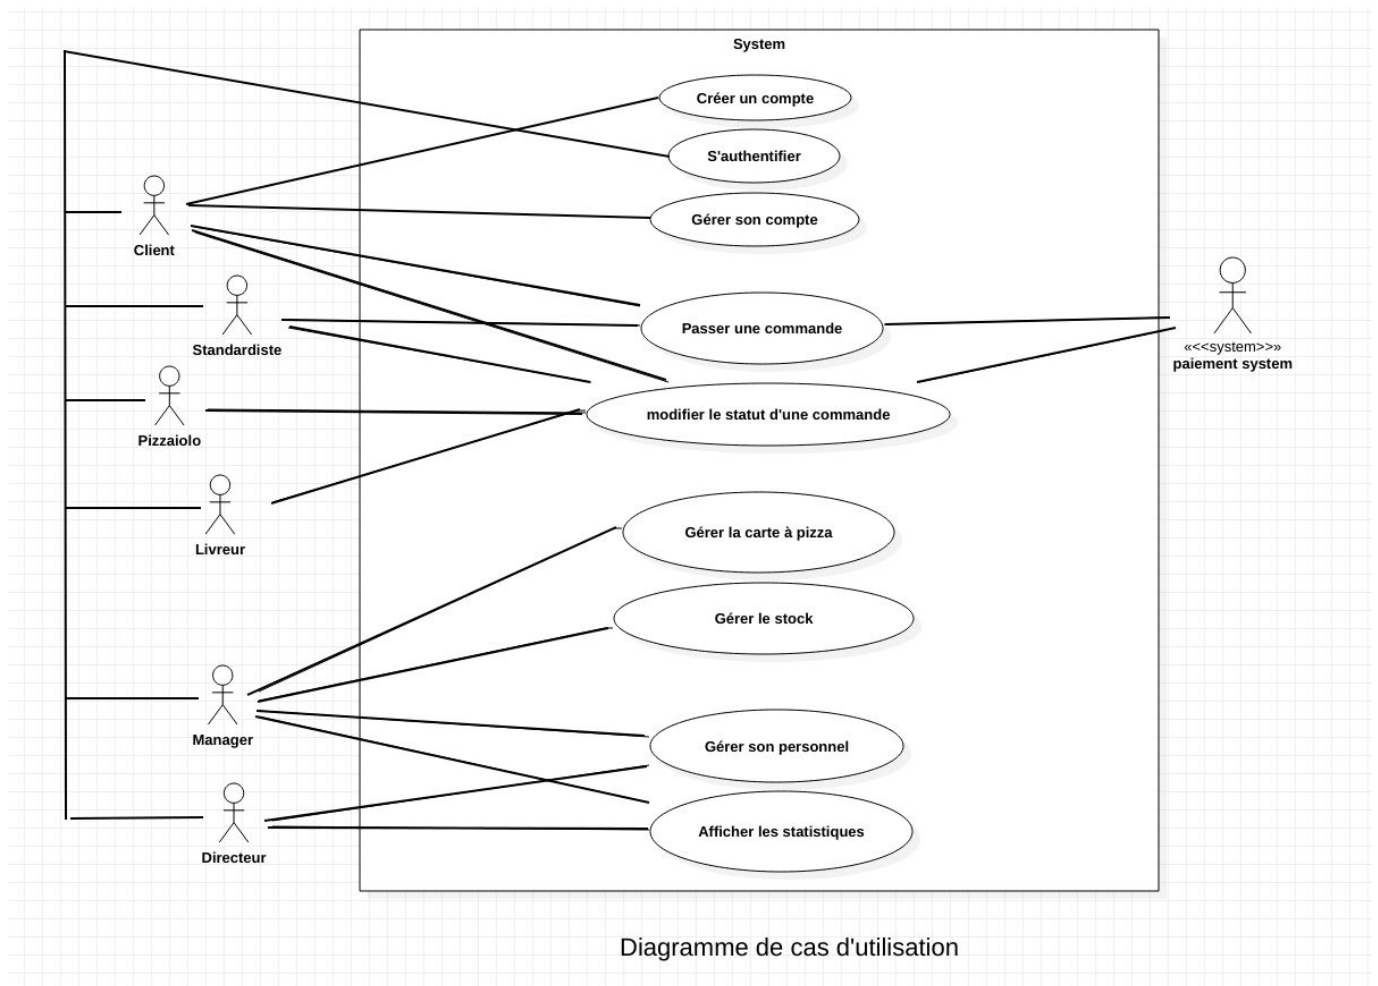 System
Créer un compte
S'authentifier
Gérer son compte
Client
Standardiste
Passer une commande
«<<system>>»
paiement system
Pizzaiolo
modifier le statut d'une commande
Livreur
Gérer la carte à pizza
Gérer le stock
Manager
Gérer son personnel
Directeur
Afficher les statistiques
Diagramme de cas d'utilisation